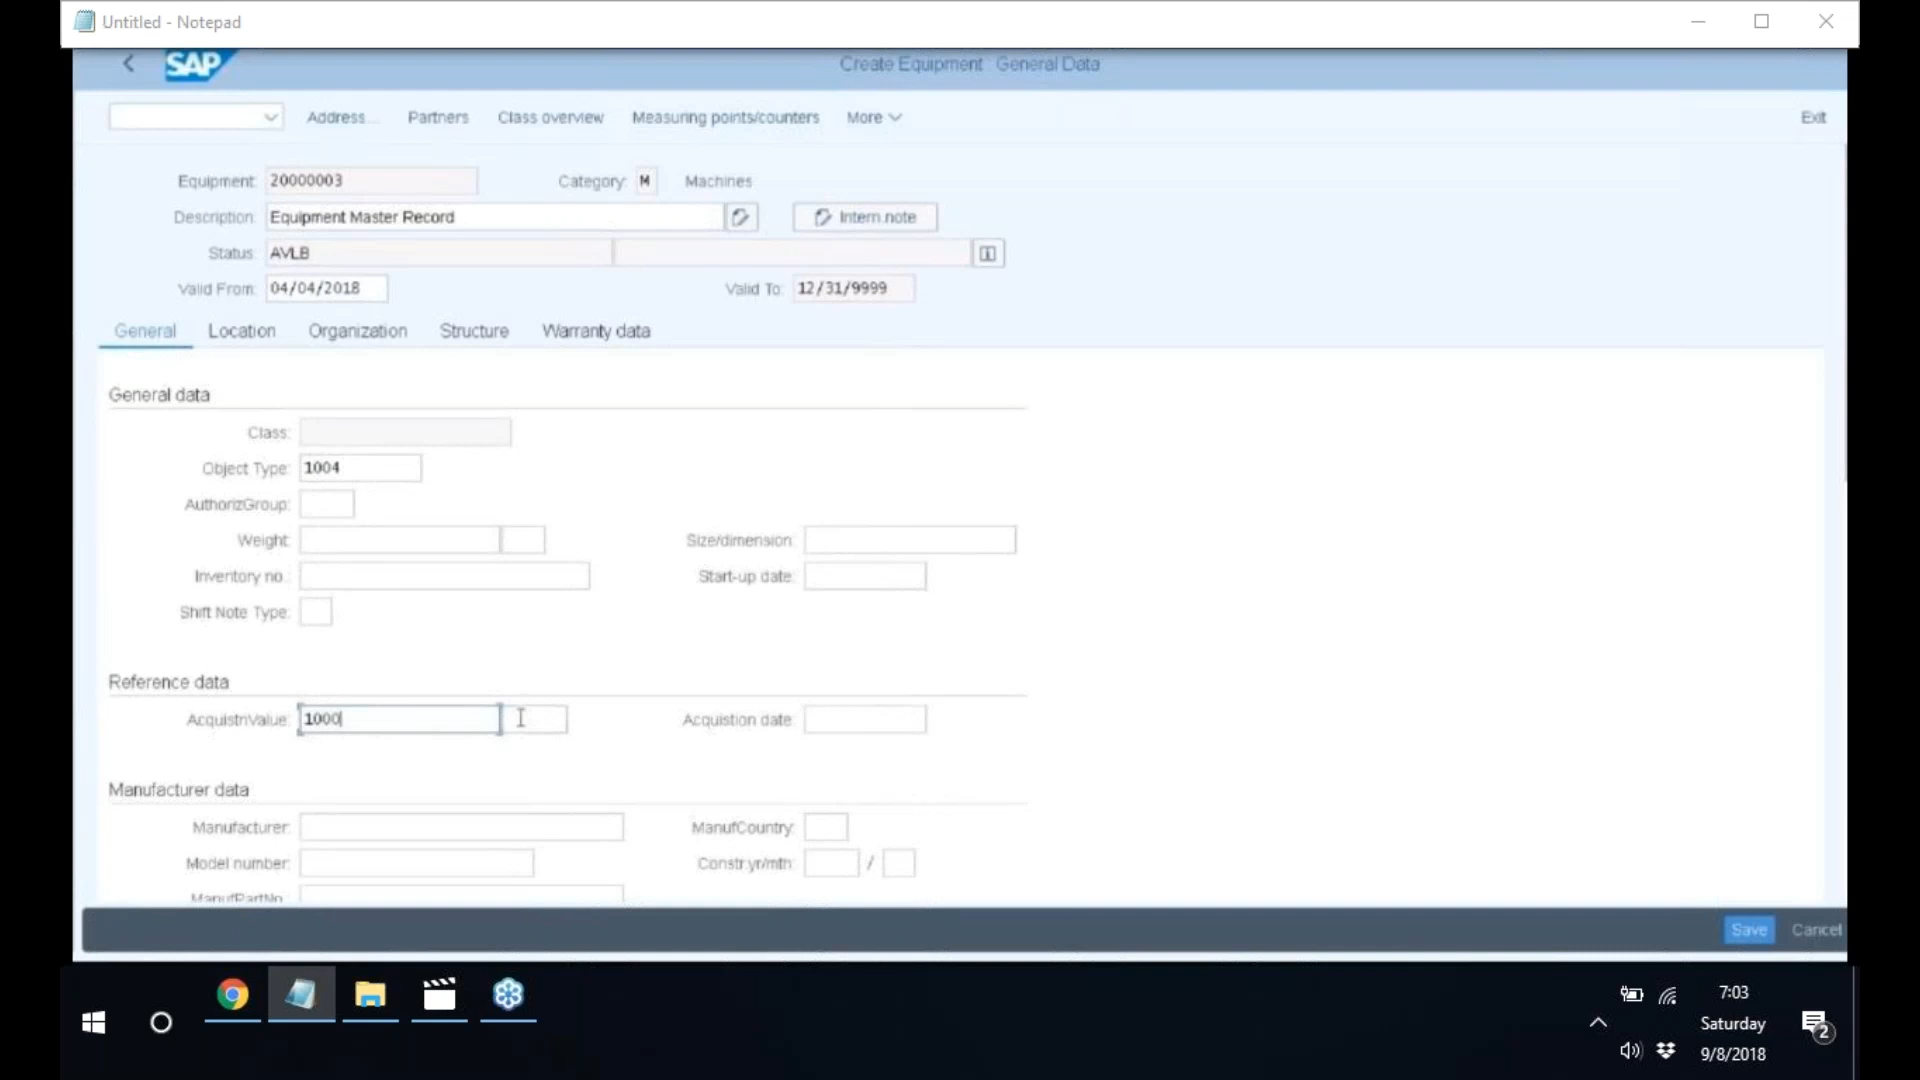 Untitled - Notepad
SAP
Create Equipment : General Data
Address...
Partners
Class overview
Measuring points/counters
More
Exit
Equipment: 20000003
Category: M Machines
Description: Equipment Master Record
Intern.note
Status: AVLB
Valid From: 04/04/2018
Valid To: 12/31/9999
General
Location
Organization
Structure
Warranty data
General data
Class:
Object Type: 1004
AuthorizGroup:
Weight:
Size/dimension:
Inventory no.:
Start-up date:
Shift Note Type:
Reference data
AcquistnValue: 1000
Acquistion date:
Manufacturer data
Manufacturer:
ManufCountry:
Model number:
Constr.yr/mth: /
ManufPartNo.
Save
Cancel
7:03
Saturday
9/8/2018
2